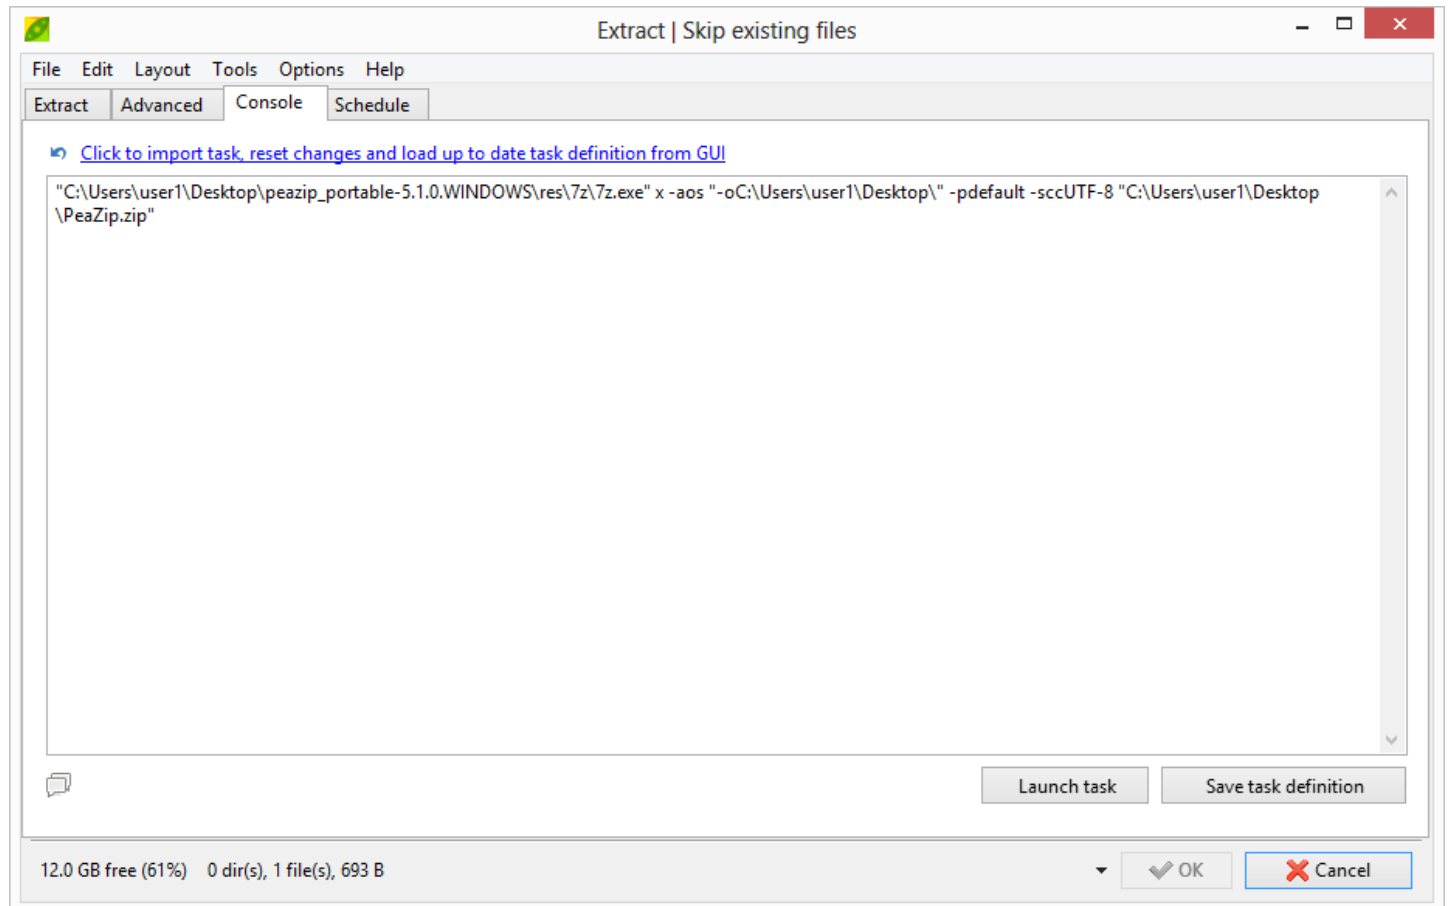 Extract | Skip existing files
File Edit Layout Tools Options Help
Extract Advanced Console Schedule
Click to import task, reset changes and load up to date task definition from GUI
"C:\Users\user1\Desktop\peazip_portable-5.1.0.WINDOWS\res\7z\7z.exe" x -aos "-oC:\Users\user1\Desktop\" -pdefault -sccUTF-8 "C:\Users\user1\Desktop
\PeaZip.zip"
Launch task Save task definition
12.0 GB free (61%) 0 dir(s), 1 file(s), 693 B OK Cancel